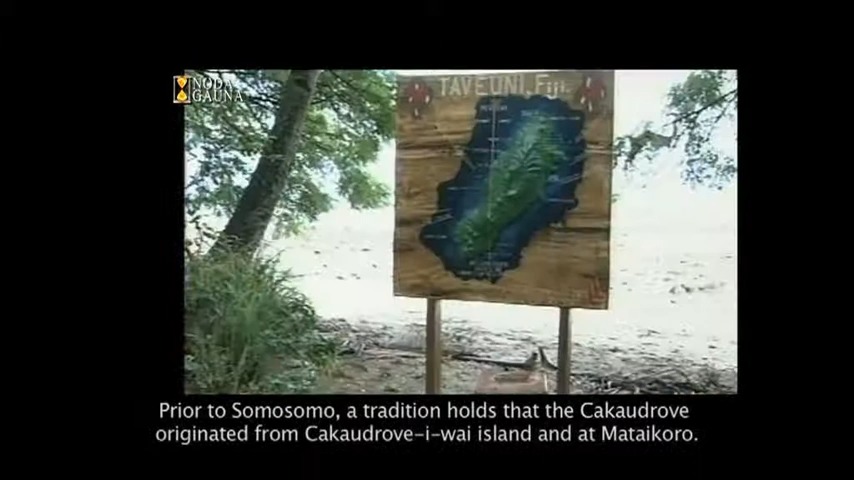 NODA
GAUNA
TAVEUNI, Fiji
Prior to Somosomo, a tradition holds that the Cakaudrove
originated from Cakaudrove-i-wai island and at Mataikoro.